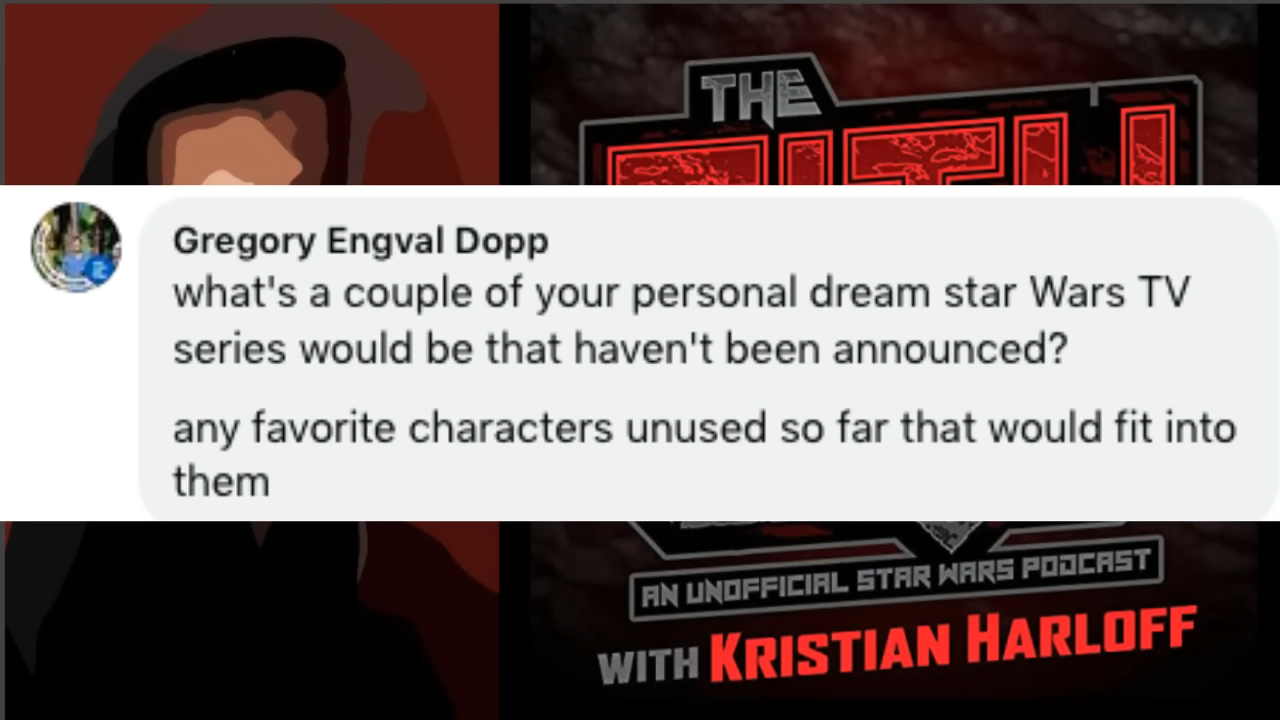 THE
Gregory Engval Dopp
what's a couple of your personal dream star Wars TV
series would be that haven't been announced?
any favorite characters unused so far that would fit into
them
AN UNOFFICIAL STAR WARS PODCAST
WITH KRISTIAN HARLOFF